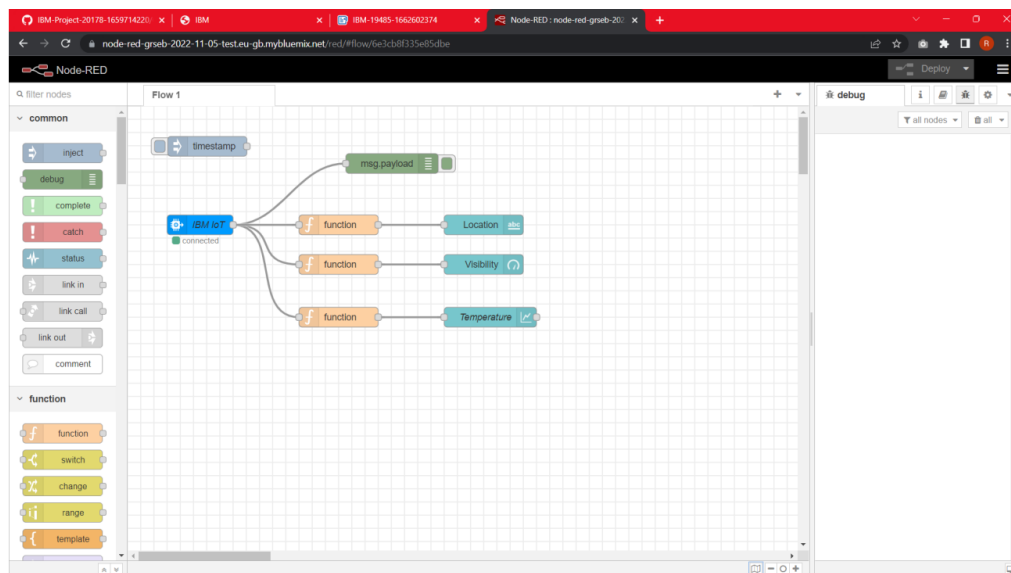 IBM-Project-20178-1659714220/
IBM
IBM-19485-1662602374
Node-RED : node-red-grseb-202
node-red-grseb-2022-11-05-test.eu-gb.mybluemix.net/red/#flow/6e3cb8f335e85dbe
R
Node-RED
Deploy
filter nodes
Flow 1
debug
i
all nodes
all
common
inject
debug
complete
catch
status
link in
link call
link out
comment
function
function
switch
change
range
template
timestamp
msg.payload
IBM IoT
connected
function
Location
abc
function
Visibility
function
Temperature